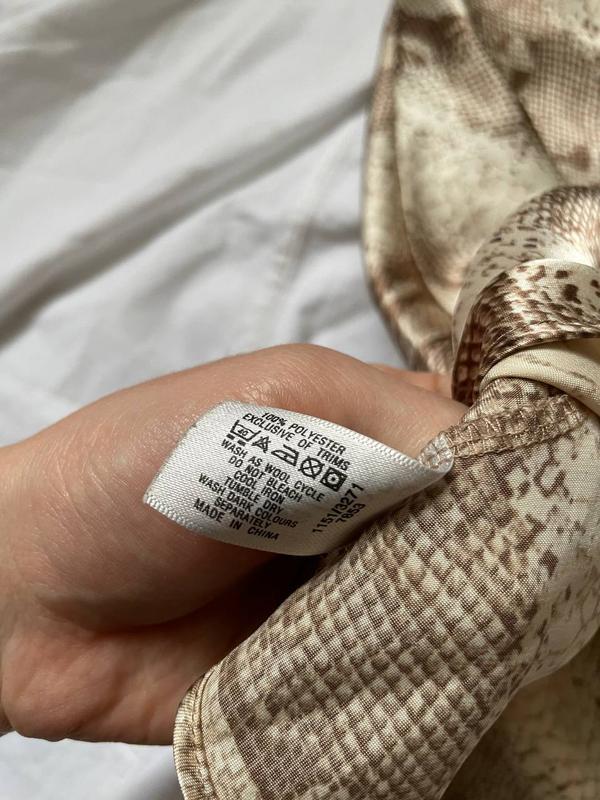 100% POLYESTER
EXCLUSIVE OF TRIMS
WASH AS WOOL CYCLE
DO NOT BLEACH
COOL IRON
TUMBLE DRY
WASH DARK COLOURS
SEPARATELY
MADE IN CHINA
1151/3271
7853